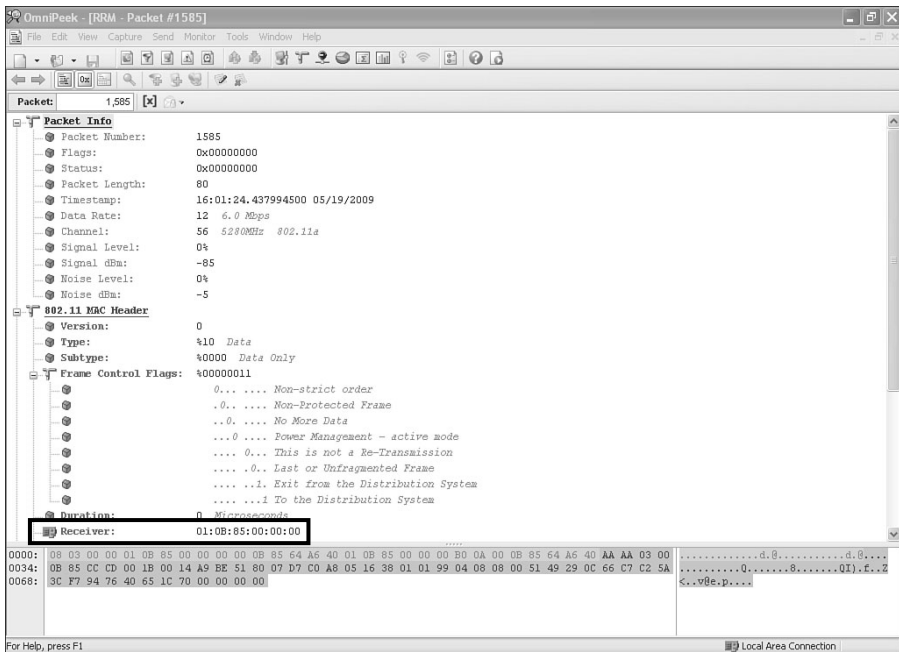 OmniPeek - [RRM - Packet #1585]
File Edit View Capture Send Monitor Tools Window Help
Packet: 1,585
Packet Info
Packet Number: 1585
Flags: 0x00000000
Status: 0x00000000
Packet Length: 80
Timestamp: 16:01:24.437994500 05/19/2009
Data Rate: 12 6.0 Mbps
Channel: 56 5280MHz 802.11a
Signal Level: 0%
Signal dBm: -85
Noise Level: 0%
Noise dBm: -5
802.11 MAC Header
Version: 0
Type: %10 Data
Subtype: %0000 Data Only
Frame Control Flags: %00000011
0... .... Non-strict order
.0.. .... Non-Protected Frame
..0. .... No More Data
...0 .... Power Management - active mode
.... 0... This is not a Re-Transmission
.... .0.. Last or Unfragmented Frame
.... ..1. Exit from the Distribution System
.... ...1 To the Distribution System
Duration: 0 Microseconds
Receiver: 01:0B:85:00:00:00
0000: 08 03 00 00 01 0B 85 00 00 00 00 0B 85 64 A6 40 01 0B 85 00 00 00 B0 0A 00 0B 85 64 A6 40 AA AA 03 00 .............d.@...........d.@....
0034: 0B 85 CC CD 00 1B 00 14 A9 BE 51 80 07 D7 C0 A8 05 16 38 01 01 99 04 08 08 00 51 49 29 0C 66 C7 C2 5A ..........Q.......8.......QI).f..Z
0068: 3C F7 94 76 40 65 1C 70 00 00 00 00 <..v@e.p....
For Help, press F1 Local Area Connection